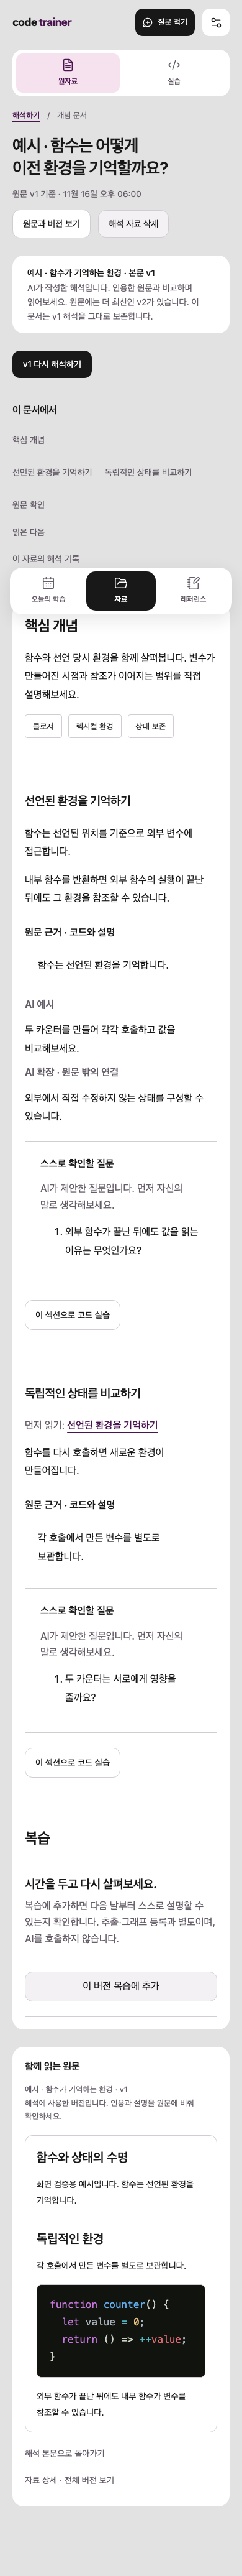 code trainer
질문 적기
원자료
실습
해석하기 / 개념 문서
예시 · 함수는 어떻게
이전 환경을 기억할까요?
원문 v1 기준 · 11월 16일 오후 06:00
원문과 버전 보기
해석 자료 삭제
예시 · 함수가 기억하는 환경 · 본문 v1
AI가 작성한 해석입니다. 인용한 원문과 비교하며
읽어보세요. 원문에는 더 최신인 v2가 있습니다. 이
문서는 v1 해석을 그대로 보존합니다.
v1 다시 해석하기
이 문서에서
핵심 개념
선언된 환경을 기억하기
독립적인 상태를 비교하기
원문 확인
읽은 다음
이 자료의 해석 기록
오늘의 학습
자료
레퍼런스
핵심 개념
함수와 선언 당시 환경을 함께 살펴봅니다. 변수가
만들어진 시점과 참조가 이어지는 범위를 직접
설명해보세요.
클로저
렉시컬 환경
상태 보존
선언된 환경을 기억하기
함수는 선언된 위치를 기준으로 외부 변수에
접근합니다.
내부 함수를 반환하면 외부 함수의 실행이 끝난
뒤에도 그 환경을 참조할 수 있습니다.
원문 근거 · 코드와 설명
함수는 선언된 환경을 기억합니다.
AI 예시
두 카운터를 만들어 각각 호출하고 값을
비교해보세요.
AI 확장 · 원문 밖의 연결
외부에서 직접 수정하지 않는 상태를 구성할 수
있습니다.
스스로 확인할 질문
AI가 제안한 질문입니다. 먼저 자신의
말로 생각해보세요.
1. 외부 함수가 끝난 뒤에도 값을 읽는
이유는 무엇인가요?
이 섹션으로 코드 실습
독립적인 상태를 비교하기
먼저 읽기: 선언된 환경을 기억하기
함수를 다시 호출하면 새로운 환경이
만들어집니다.
원문 근거 · 코드와 설명
각 호출에서 만든 변수를 별도로
보관합니다.
스스로 확인할 질문
AI가 제안한 질문입니다. 먼저 자신의
말로 생각해보세요.
1. 두 카운터는 서로에게 영향을
줄까요?
이 섹션으로 코드 실습
복습
시간을 두고 다시 살펴보세요.
복습에 추가하면 다음 날부터 스스로 설명할 수
있는지 확인합니다. 추출·그래프 등록과 별도이며,
AI를 호출하지 않습니다.
이 버전 복습에 추가
함께 읽는 원문
예시 · 함수가 기억하는 환경 · v1
해석에 사용한 버전입니다. 인용과 설명을 원문에 비춰
확인하세요.
함수와 상태의 수명
화면 검증용 예시입니다. 함수는 선언된 환경을
기억합니다.
독립적인 환경
각 호출에서 만든 변수를 별도로 보관합니다.
function counter() {
let value = 0;
return () => ++value;
}
외부 함수가 끝난 뒤에도 내부 함수가 변수를
참조할 수 있습니다.
해석 본문으로 돌아가기
자료 상세 · 전체 버전 보기